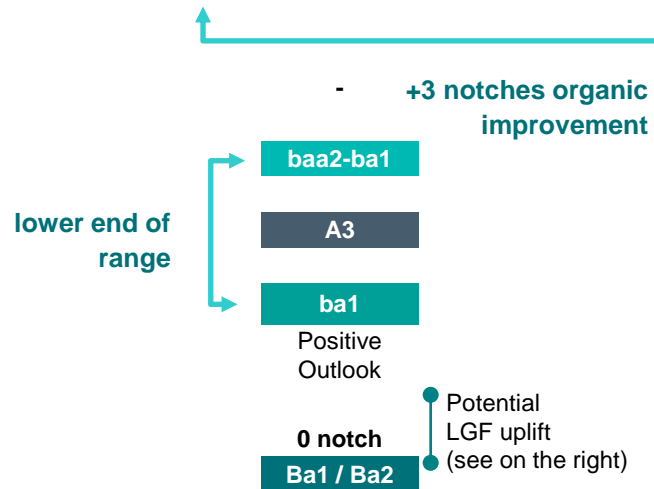 -
+3 notches organic
improvement
baa2-ba1
lower end of
range
A3
ba1
Positive
Outlook
Potential
LGF uplift
(see on the right)
0 notch
Ba1 / Ba2